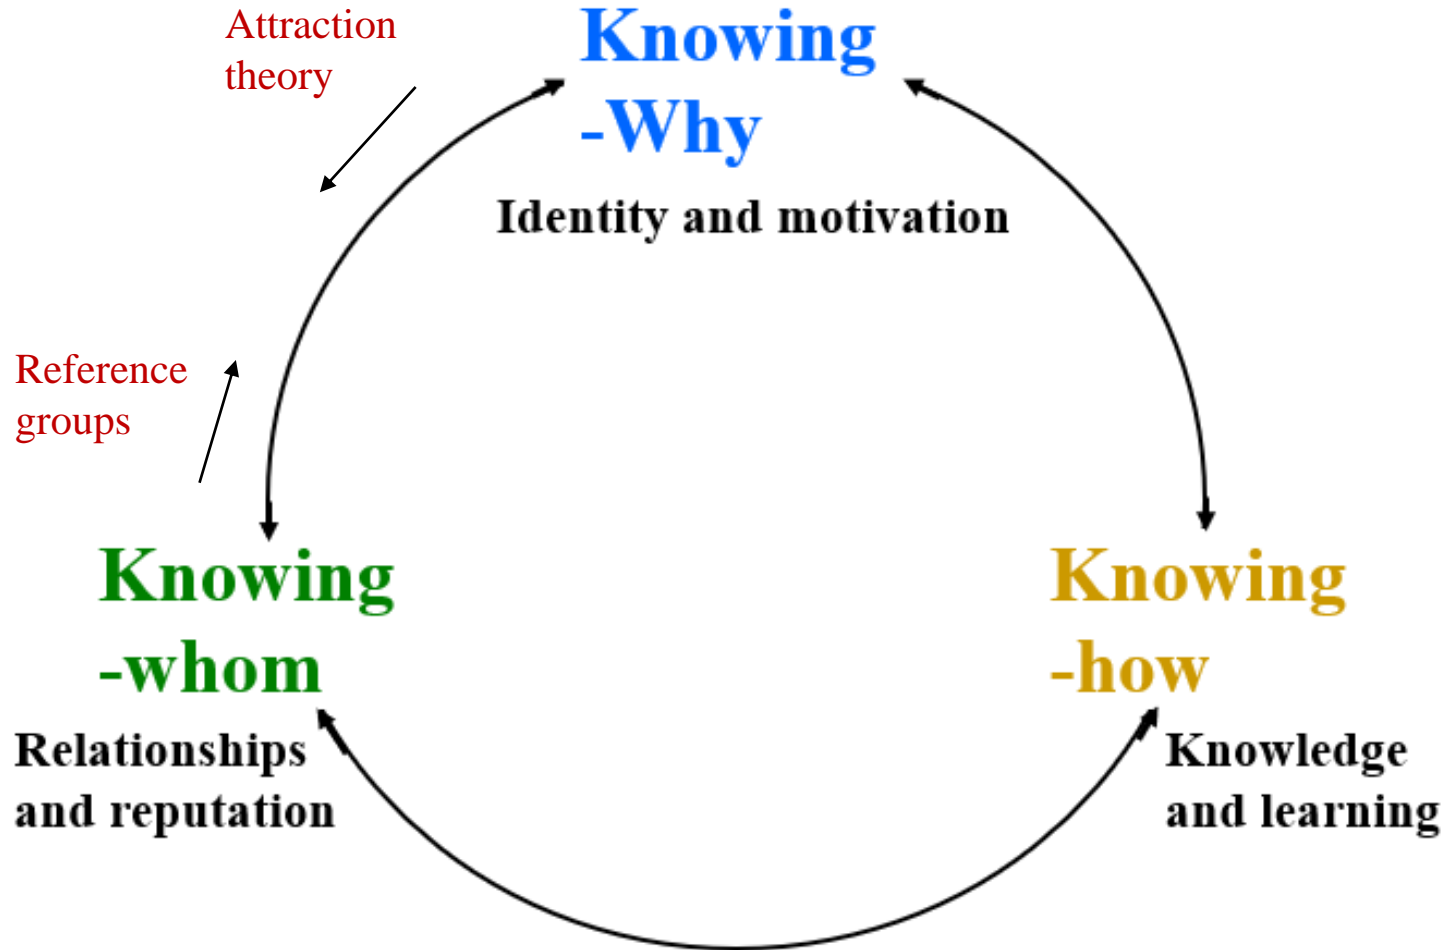 Attraction
theory
Knowing
-Why
Identity and motivation
Reference
groups
Knowing
-whom
Relationships
and reputation
Knowing
-how
Knowledge
and learning